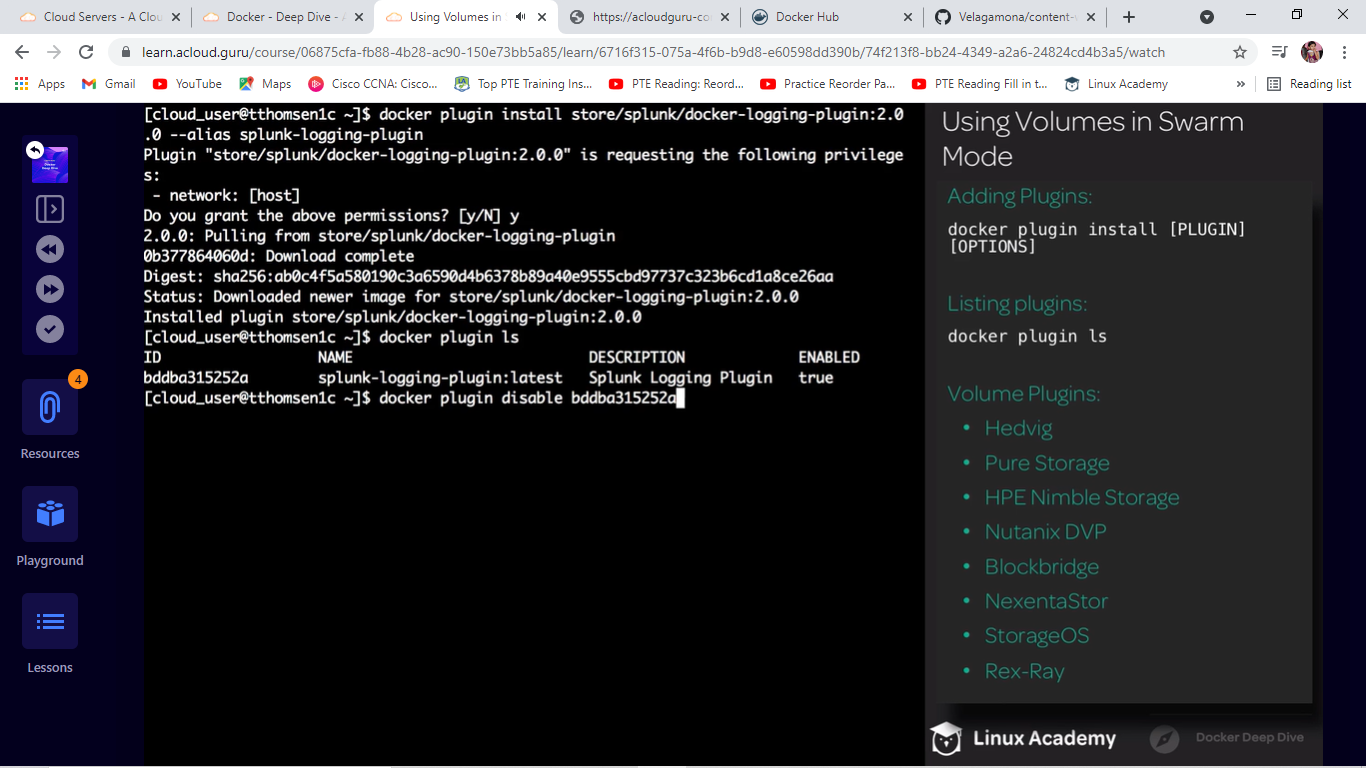 Cloud Servers - A Clou
Docker - Deep Dive - A
Using Volumes in S
https://acloudguru-co
Docker Hub
Velagamona/content-
learn.acloud.guru/course/06875cfa-fb88-4b28-ac90-150e73bb5a85/learn/6716f315-075a-4f6b-b9d8-e60598dd390b/74f213f8-bb24-4349-a2a6-24824cd4b3a5/watch
Apps
Gmail
YouTube
Maps
Cisco CCNA: Cisco...
Top PTE Training Ins...
PTE Reading: Reord...
Practice Reorder Pa...
PTE Reading Fill in t...
Linux Academy
»
Reading list
4
Resources
Playground
Lessons
[cloud_user@tthomsen1c ~]$ docker plugin install store/splunk/docker-logging-plugin:2.0
.0 --alias splunk-logging-plugin
Plugin "store/splunk/docker-logging-plugin:2.0.0" is requesting the following privilege
s:
- network: [host]
Do you grant the above permissions? [y/N] y
2.0.0: Pulling from store/splunk/docker-logging-plugin
0b377864060d: Download complete
Digest: sha256:ab0c4f5a580190c3a6590d4b6378b89a40e9555cbd97737c323b6cd1a8ce26aa
Status: Downloaded newer image for store/splunk/docker-logging-plugin:2.0.0
Installed plugin store/splunk/docker-logging-plugin:2.0.0
[cloud_user@tthomsen1c ~]$ docker plugin ls
ID NAME DESCRIPTION ENABLED
bddba315252a splunk-logging-plugin:latest Splunk Logging Plugin true
[cloud_user@tthomsen1c ~]$ docker plugin disable bddba315252a
Using Volumes in Swarm
Mode
Adding Plugins:
docker plugin install [PLUGIN]
[OPTIONS]
Listing plugins:
docker plugin ls
Volume Plugins:
• Hedvig
• Pure Storage
• HPE Nimble Storage
• Nutanix DVP
• Blockbridge
• NexentaStor
• StorageOS
• Rex-Ray
Linux Academy
Docker Deep Dive